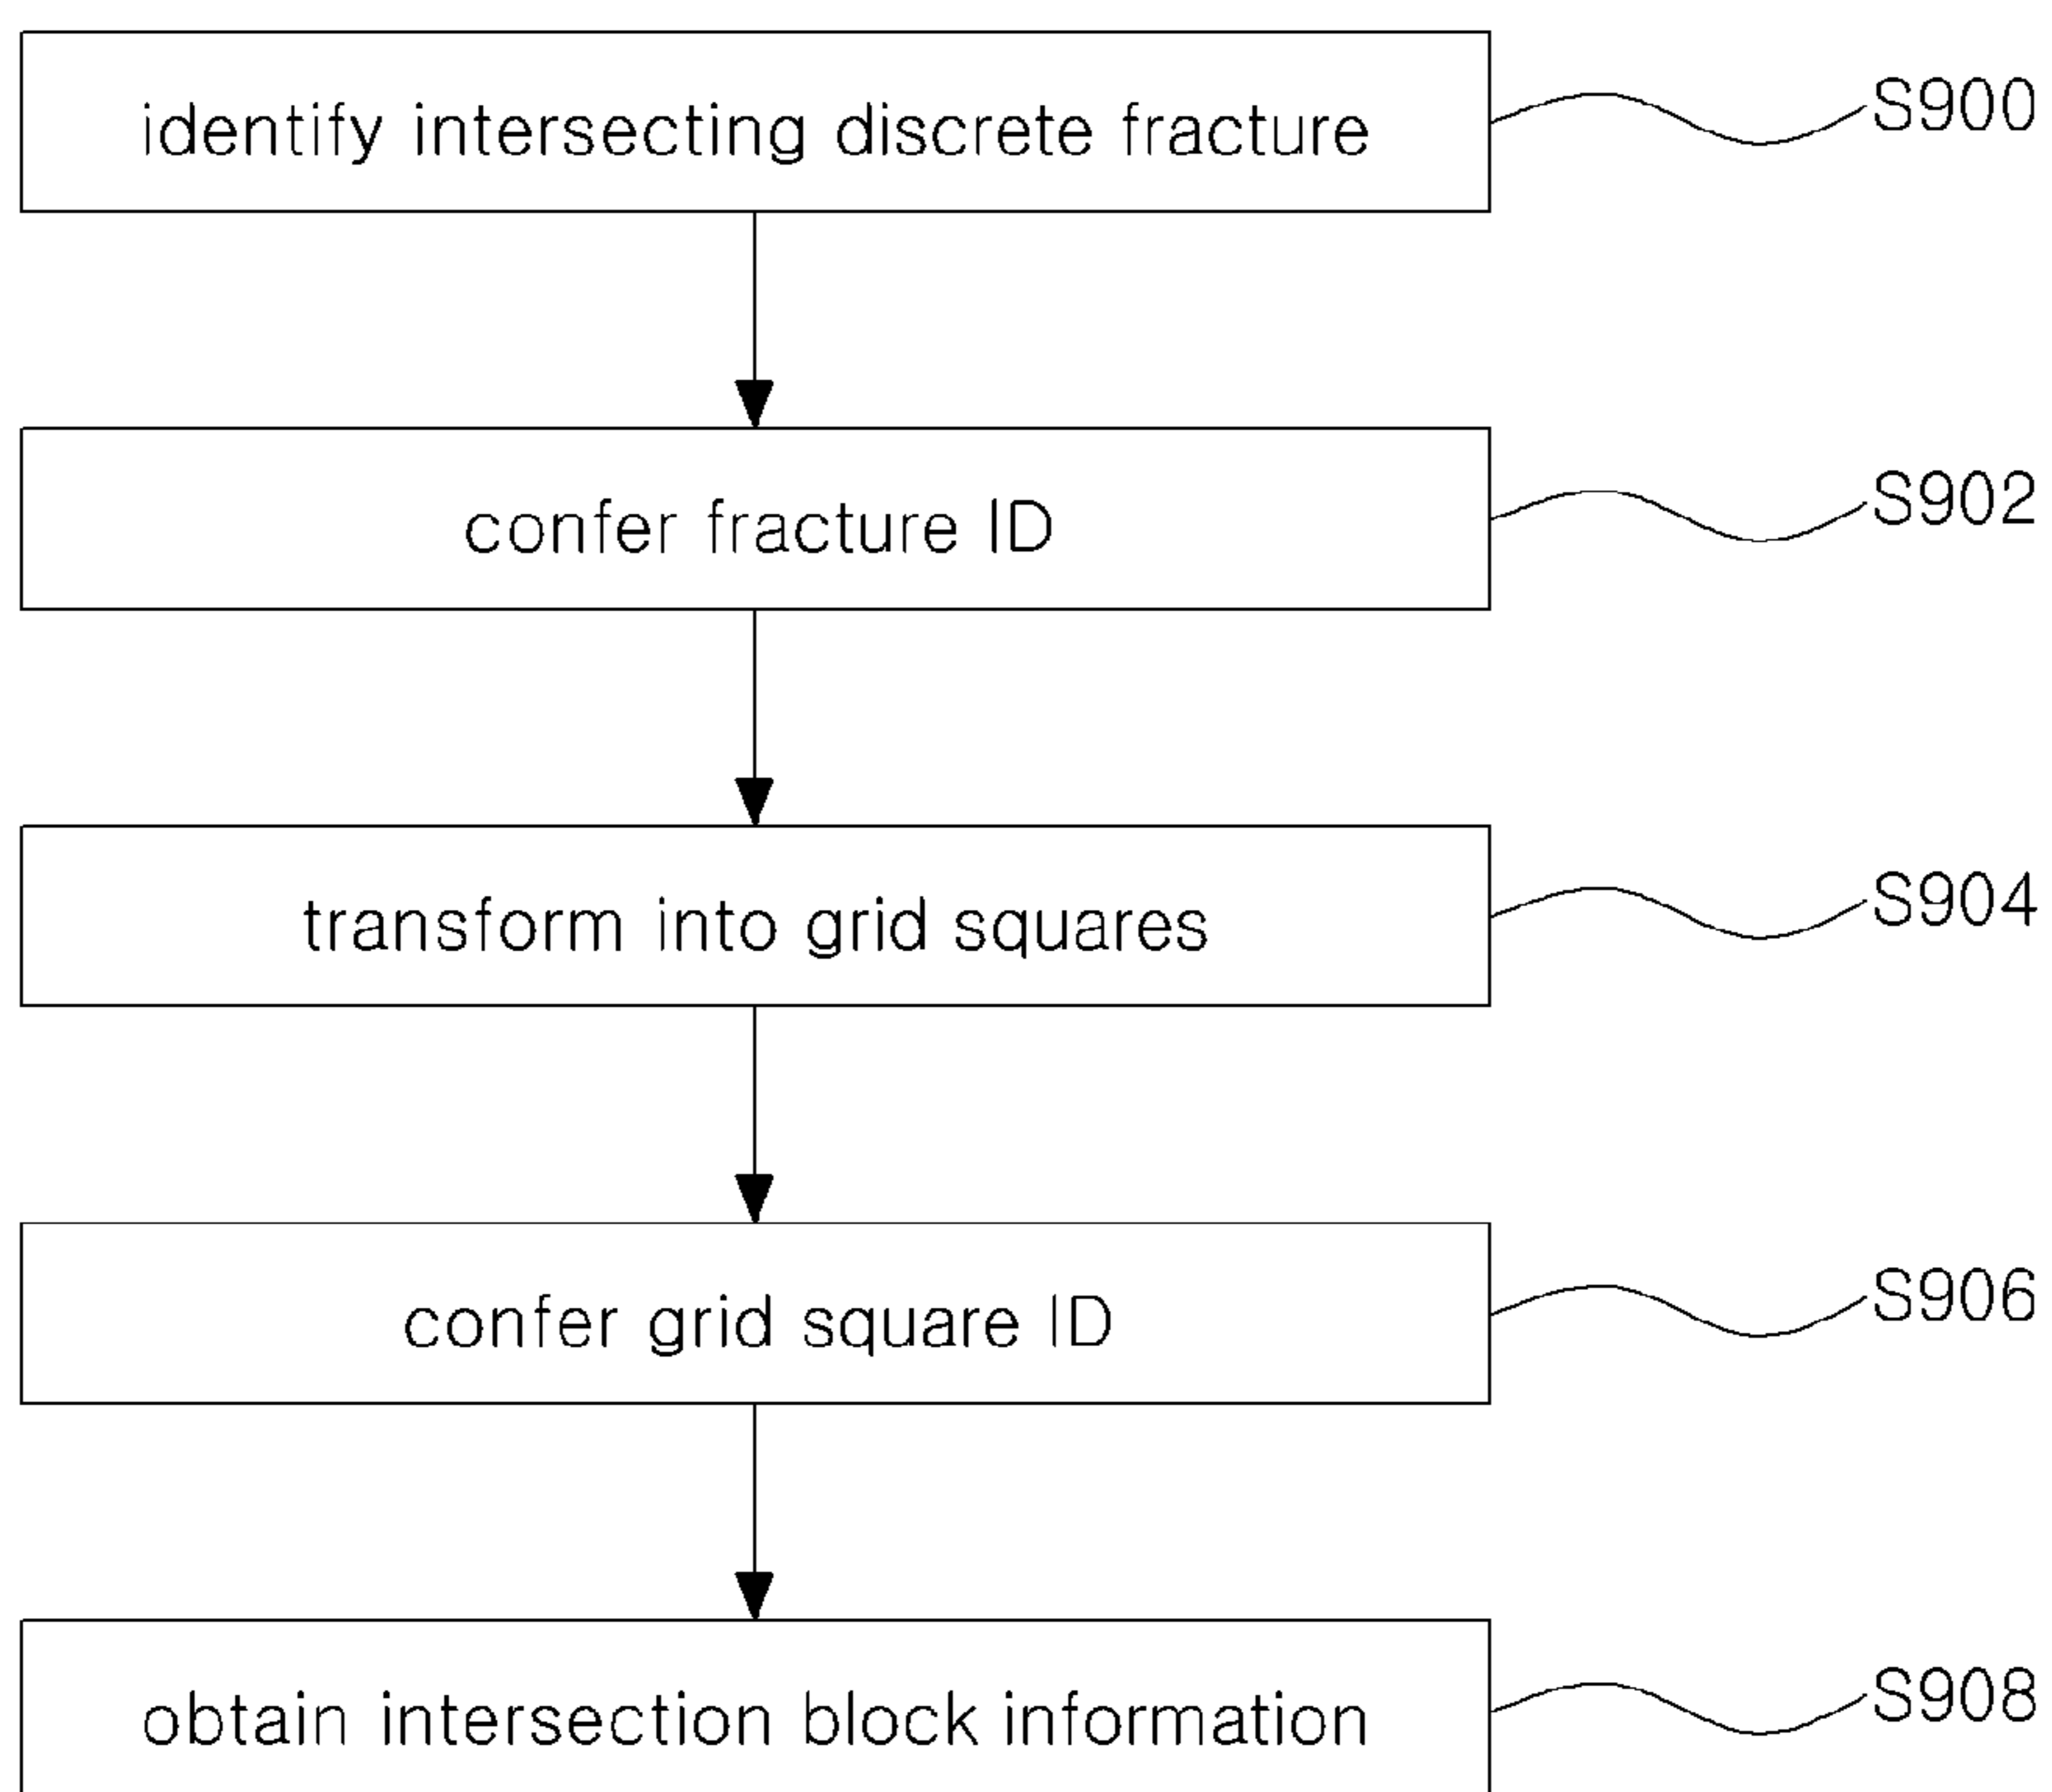 identify intersecting discrete fracture S900
confer fracture ID S902
transform into grid squares S904
confer grid square ID S906
obtain intersection block information S908